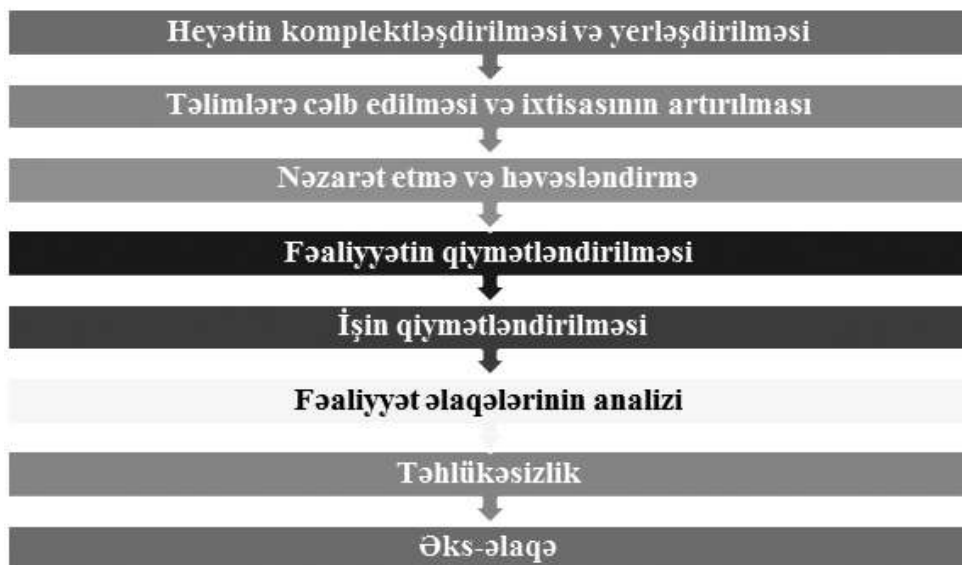 Heyətin komplektləşdirilməsi və yerləşdirilməsi
Təlimlərə cəlb edilməsi və ixtisasının artırılması
Nəzarət etmə və həvəsləndirmə
Fəaliyyətin qiymətləndirilməsi
İşin qiymətləndirilməsi
Fəaliyyət əlaqələrinin analizi
Təhlükəsizlik
Əks-əlaqə